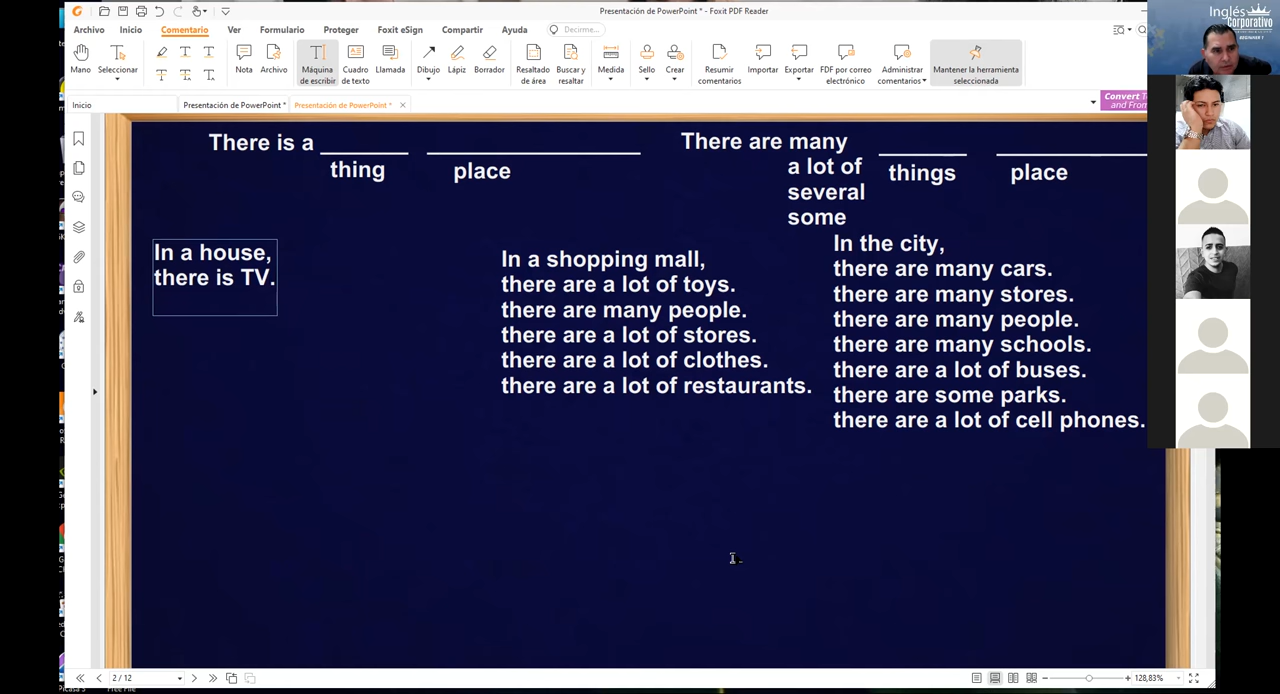 Presentación de PowerPoint * - Foxit PDF Reader
Archivo Inicio Comentario Ver Formulario Proteger Foxit eSign Compartir Ayuda Decirme...
Mano Seleccionar Nota Archivo Máquina de escribir Cuadro de texto Llamada Dibujo Lápiz Borrador Resaltado de área Buscar y resaltar Medida Sello Crear Resumir comentarios Importar Exportar PDF por correo electrónico Administrar comentarios Mantener la herramienta seleccionada
Inicio Presentación de PowerPoint * Presentación de PowerPoint *
Convert
and From
Inglés
Corporativo
BEGINNER 1
There is a
thing place
There are many
a lot of
several
some
things place
In a house,
there is TV.
In a shopping mall,
there are a lot of toys.
there are many people.
there are a lot of stores.
there are a lot of clothes.
there are a lot of restaurants.
In the city,
there are many cars.
there are many stores.
there are many people.
there are many schools.
there are a lot of buses.
there are some parks.
there are a lot of cell phones.
2 / 12
128,83%